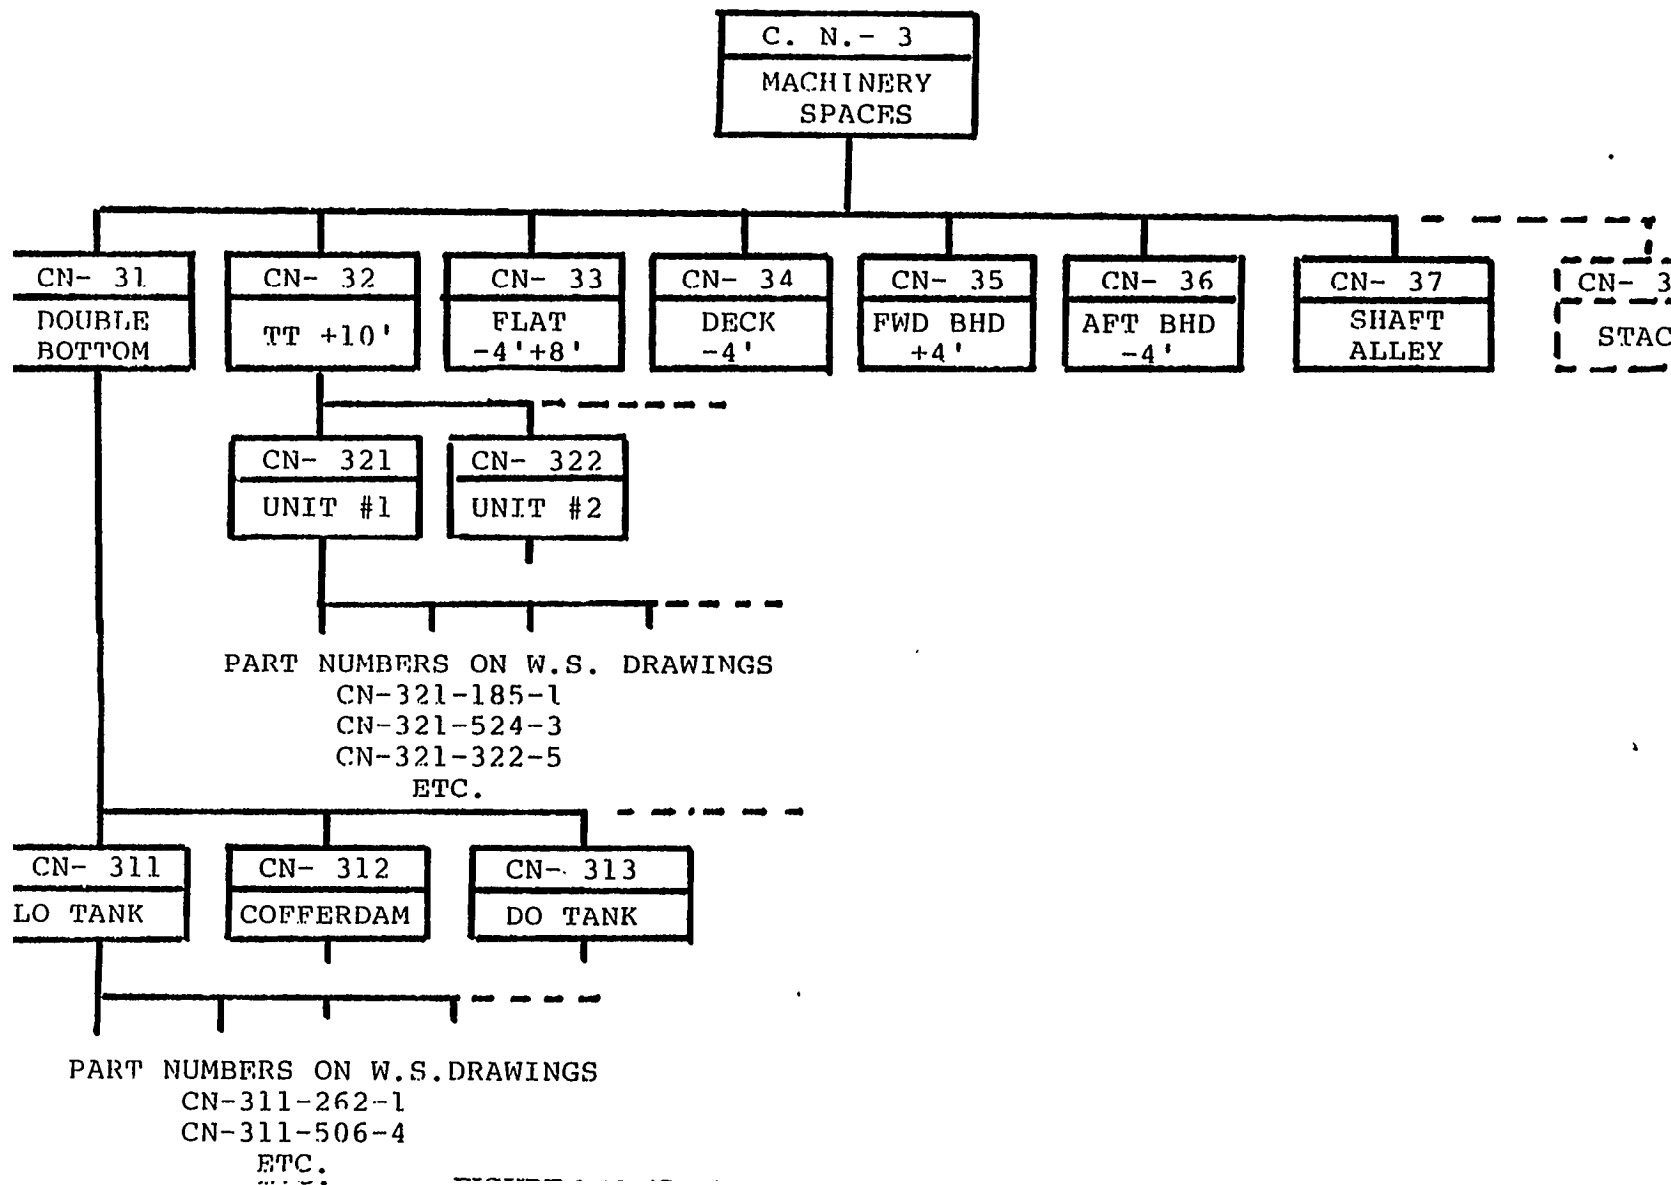 C. N.- 3
MACHINERY
SPACES
CN- 31
DOUBLE
BOTTOM
CN- 32
TT +10'
CN- 33
FLAT
-4'+8'
CN- 34
DECK
-4'
CN- 35
FWD BHD
+4'
CN- 36
AFT BHD
-4'
CN- 37
SHAFT
ALLEY
CN- 3
STAC
CN- 321
UNIT #1
CN- 322
UNIT #2
PART NUMBERS ON W.S. DRAWINGS
CN-321-185-1
CN-321-524-3
CN-321-322-5
ETC.
CN- 311
LO TANK
CN- 312
COFFERDAM
CN- 313
DO TANK
PART NUMBERS ON W.S.DRAWINGS
CN-311-262-1
CN-311-506-4
ETC.